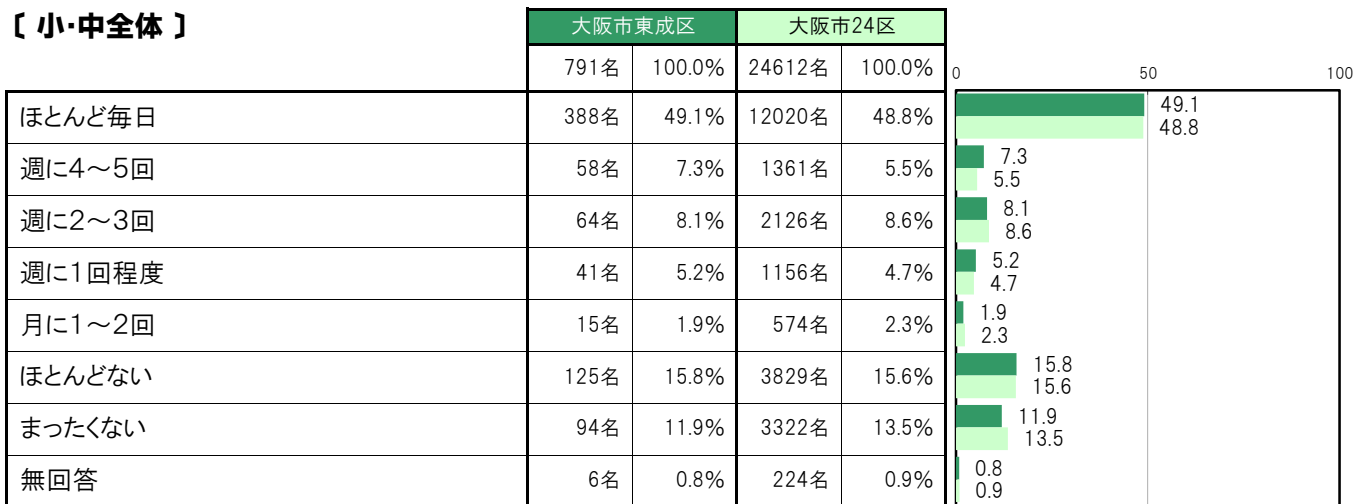 〔 小・中全体 〕
大阪市東成区 大阪市24区
791名 100.0% 24612名 100.0% 0 50 100
ほとんど毎日 388名 49.1% 12020名 48.8% 49.1
48.8
週に4～5回 58名 7.3% 1361名 5.5% 7.3
5.5
週に2～3回 64名 8.1% 2126名 8.6% 8.1
8.6
週に1回程度 41名 5.2% 1156名 4.7% 5.2
4.7
月に1～2回 15名 1.9% 574名 2.3% 1.9
2.3
ほとんどない 125名 15.8% 3829名 15.6% 15.8
15.6
まったくない 94名 11.9% 3322名 13.5% 11.9
13.5
無回答 6名 0.8% 224名 0.9% 0.8
0.9